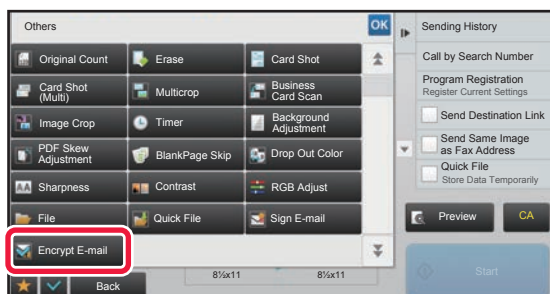 Others
OK
Original Count
Erase
Card Shot
Card Shot
(Multi)
Multicrop
Business
Card Scan
Image Crop
Timer
Background
Adjustment
PDF Skew
Adjustment
BlankPage Skip
Drop Out Color
AA
Sharpness
Contrast
RGB Adjust
File
Quick File
Sign E-mail
Encrypt E-mail
Back
8½x11
8½x11
Sending History
Call by Search Number
Program Registration
Register Current Settings
Send Destination Link
Send Same Image
as Fax Address
Quick File
Store Data Temporarily
Preview
CA
Start